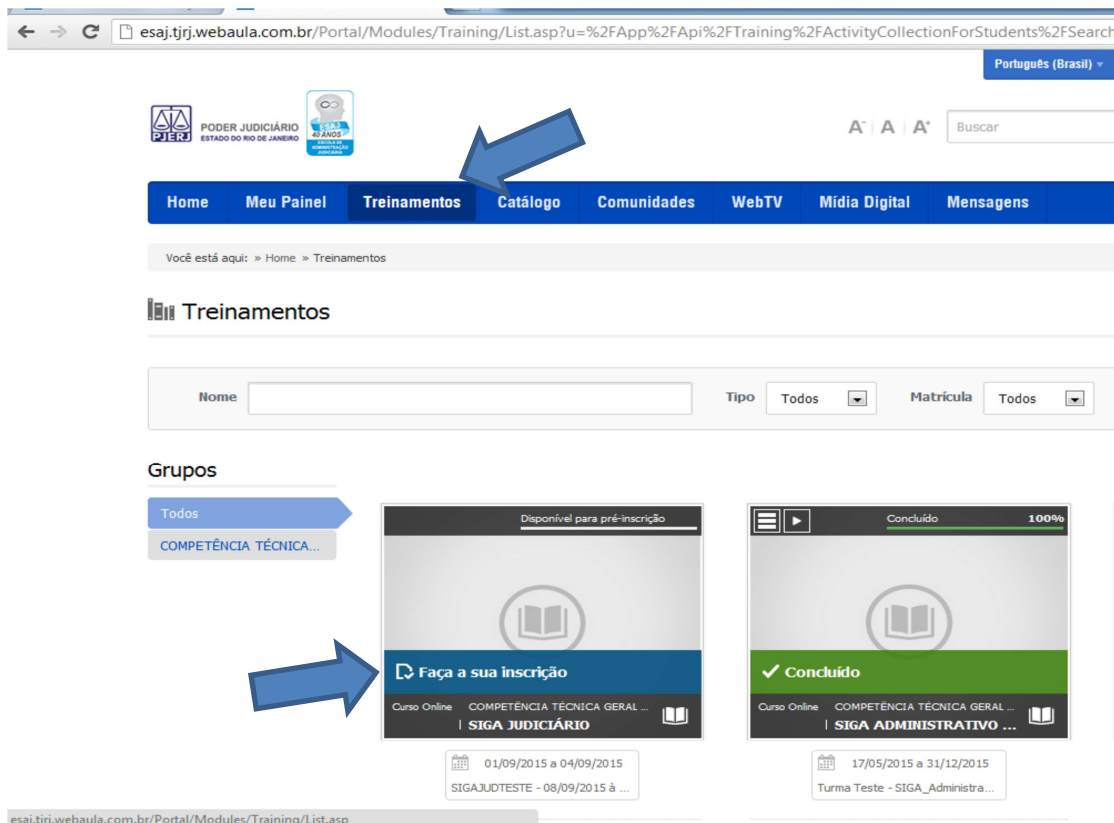 esaj.tjrj.webaula.com.br/Portal/Modules/Training/List.asp?u=%2FApp%2FApi%2FTraining%2FActivityCollectionForStudents%2FSearch
Português (Brasil)
PJERJ
PODER JUDICIÁRIO
ESTADO DO RIO DE JANEIRO
ESAJ
40 ANOS
ESCOLA DE
ADMINISTRAÇÃO
JUDICIÁRIA
A- A A+ Buscar
Home Meu Painel Treinamentos Catálogo Comunidades WebTV Mídia Digital Mensagens
Você está aqui: » Home » Treinamentos
Treinamentos
Nome Tipo Todos Matrícula Todos
Grupos
Todos
COMPETÊNCIA TÉCNICA...
Disponível para pré-inscrição
Faça a sua inscrição
Curso Online COMPETÊNCIA TÉCNICA GERAL ...
| SIGA JUDICIÁRIO
01/09/2015 a 04/09/2015
SIGAJUDTESTE - 08/09/2015 à ...
Concluído 100%
Concluído
Curso Online COMPETÊNCIA TÉCNICA GERAL ...
| SIGA ADMINISTRATIVO ...
17/05/2015 a 31/12/2015
Turma Teste - SIGA_Administra...
esaj.tjrj.webaula.com.br/Portal/Modules/Training/List.asp